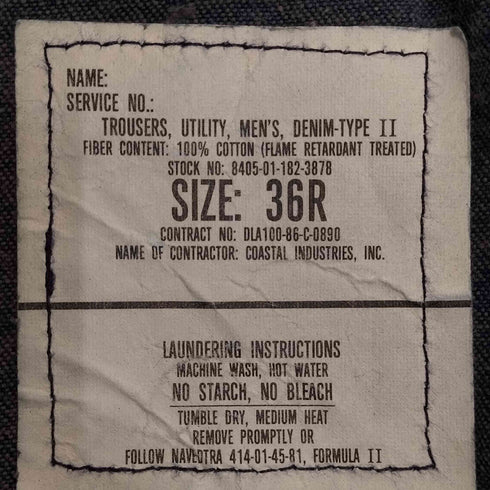 NAME:
SERVICE NO.:
TROUSERS, UTILITY, MEN'S, DENIM-TYPE II
FIBER CONTENT: 100% COTTON (FLAME RETARDANT TREATED)
STOCK NO: 8405-01-182-3878
SIZE: 36R
CONTRACT NO: DLA100-86-C-0890
NAME OF CONTRACTOR: COASTAL INDUSTRIES, INC.
LAUNDERING INSTRUCTIONS
MACHINE WASH, HOT WATER
NO STARCH, NO BLEACH
TUMBLE DRY, MEDIUM HEAT
REMOVE PROMPTLY OR
FOLLOW NAVEDTRA 414-01-45-81, FORMULA II